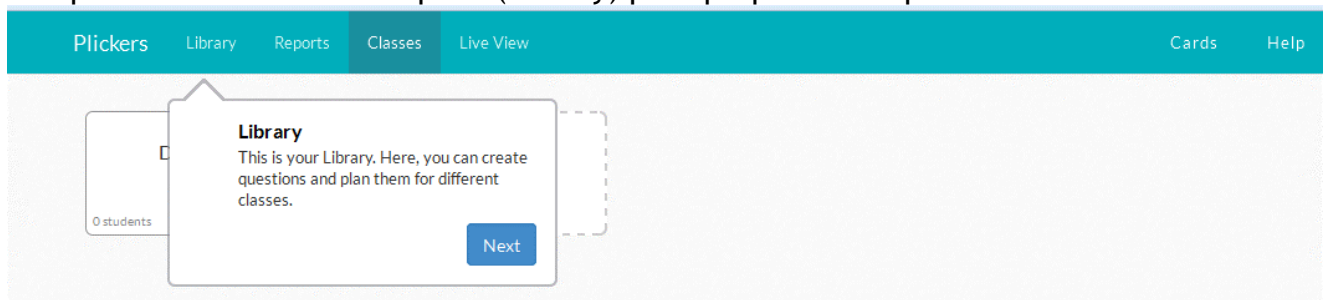 Plickers Library Reports Classes Live View Cards Help
Library
This is your Library. Here, you can create
questions and plan them for different
classes.
0 students
Next